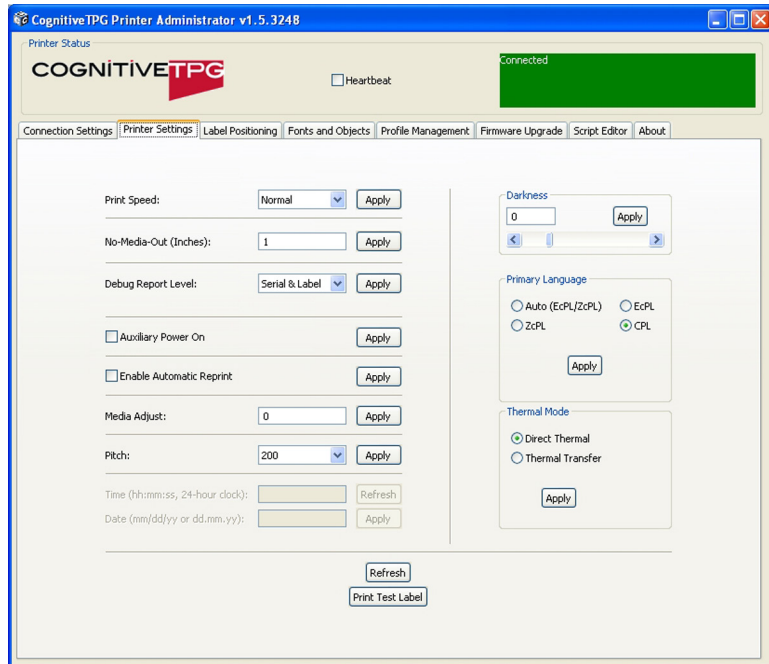 CognitiveTPG Printer Administrator v1.5.3248
Printer Status
COGNITIVETPG
Heartbeat
Connected
Connection Settings Printer Settings Label Positioning Fonts and Objects Profile Management Firmware Upgrade Script Editor About
Print Speed: Normal Apply
No-Media-Out (Inches): 1 Apply
Debug Report Level: Serial & Label Apply
Auxiliary Power On Apply
Enable Automatic Reprint Apply
Media Adjust: 0 Apply
Pitch: 200 Apply
Time (hh:mm:ss, 24-hour clock): Refresh
Date (mm/dd/yy or dd.mm.yy): Apply
Darkness
0 Apply
Primary Language
Auto (EcPL/ZcPL) EcPL
ZcPL CPL
Apply
Thermal Mode
Direct Thermal
Thermal Transfer
Apply
Refresh
Print Test Label